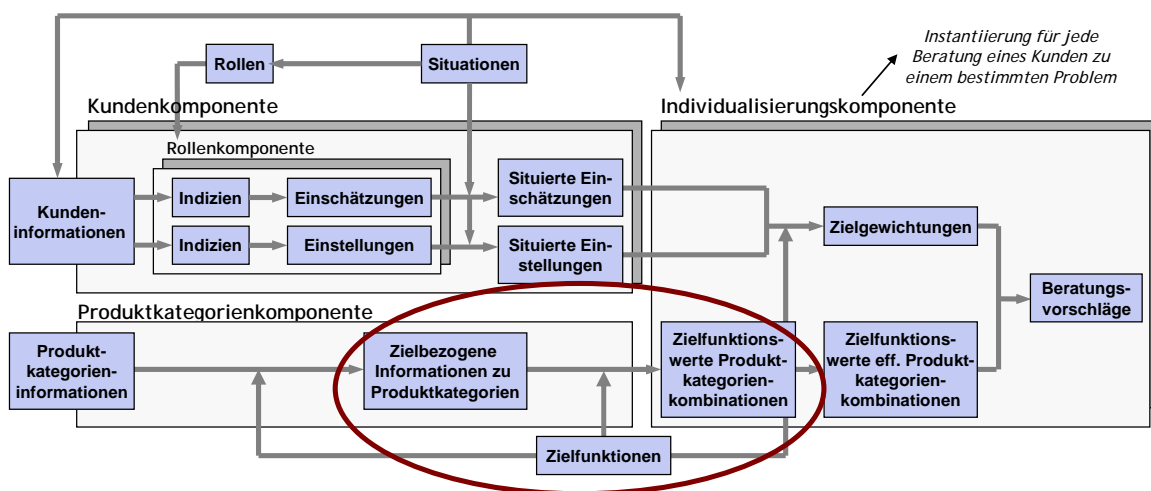 Instantiierung für jede
Beratung eines Kunden zu
einem bestimmten Problem
Rollen
Situationen
Kundenkomponente
Individualisierungskomponente
Rollenkomponente
Kunden-
informationen
Indizien
Einschätzungen
Situierte Ein-
schätzungen
Indizien
Einstellungen
Situierte Ein-
stellungen
Zielgewichtungen
Beratungs-
vorschläge
Produktkategorienkomponente
Produkt-
kategorien-
informationen
Zielbezogene
Informationen zu
Produktkategorien
Zielfunktions
werte Produkt-
kategorien-
kombinationen
Zielfunktions
werte eff. Produkt-
kategorien-
kombinationen
Zielfunktionen